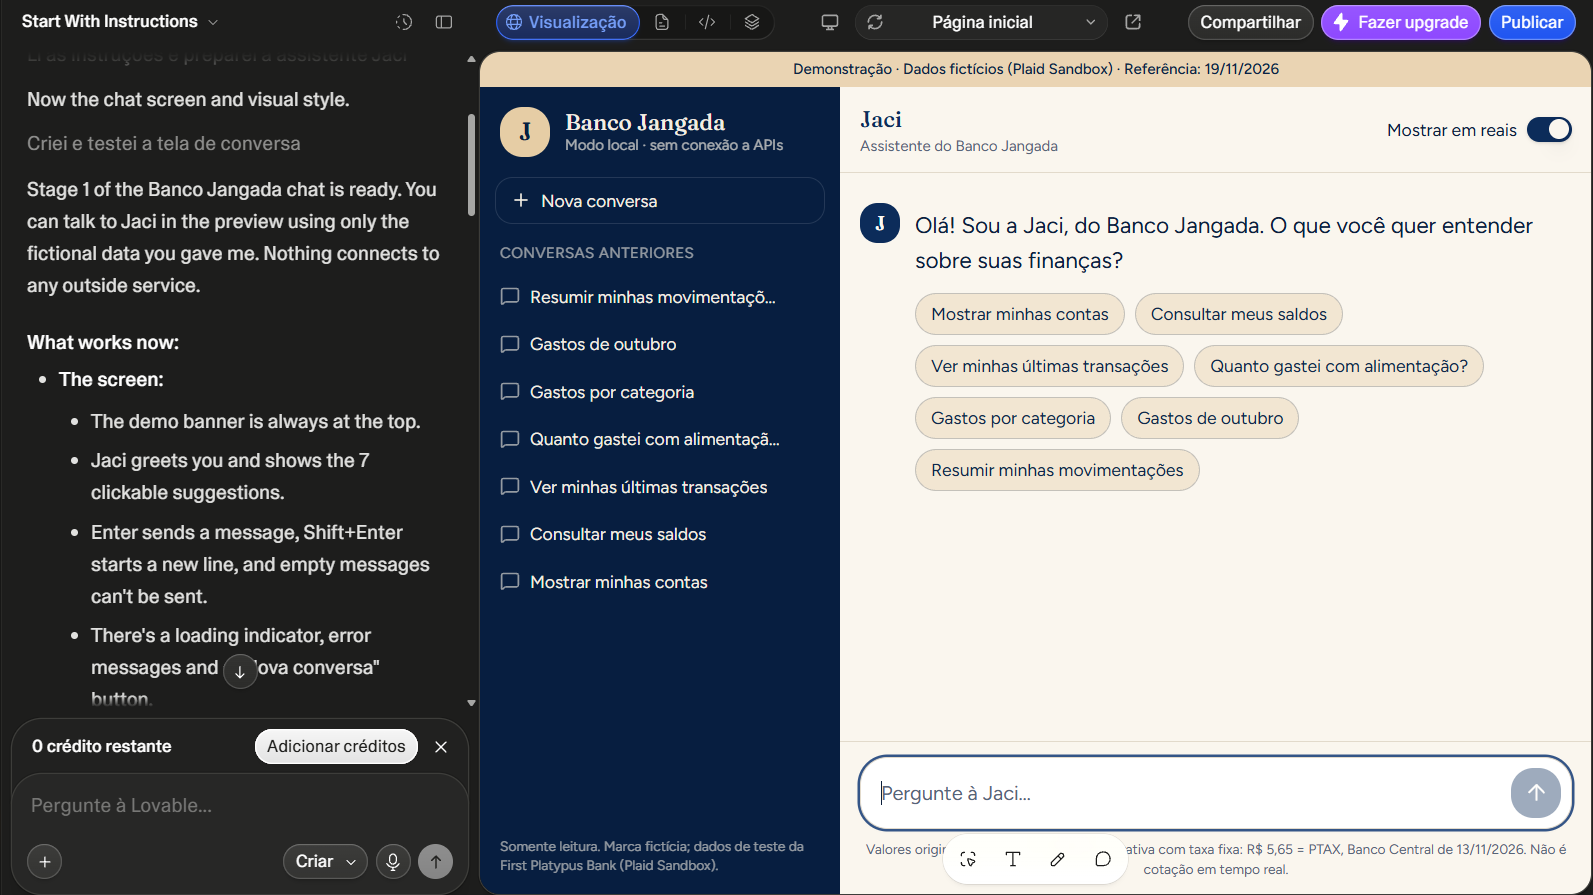 Start With Instructions
Lí as instruções e preparei a assistente Jaci
Now the chat screen and visual style.
Criei e testei a tela de conversa
Stage 1 of the Banco Jangada chat is ready. You
can talk to Jaci in the preview using only the
fictional data you gave me. Nothing connects to
any outside service.
What works now:
The screen:
The demo banner is always at the top.
Jaci greets you and shows the 7
clickable suggestions.
Enter sends a message, Shift+Enter
starts a new line, and empty messages
can't be sent.
There's a loading indicator, error
messages and ova conversa"
button.
0 crédito restante
Adicionar créditos
Pergunte à Lovable...
Criar
Visualização
Página inicial
Compartilhar
Fazer upgrade
Publicar
Demonstração · Dados fictícios (Plaid Sandbox) · Referência: 19/11/2026
J
Banco Jangada
Modo local · sem conexão a APIs
Nova conversa
CONVERSAS ANTERIORES
Resumir minhas movimentaçõ...
Gastos de outubro
Gastos por categoria
Quanto gastei com alimentaçã...
Ver minhas últimas transações
Consultar meus saldos
Mostrar minhas contas
Somente leitura. Marca fictícia; dados de teste da
First Platypus Bank (Plaid Sandbox).
Jaci
Assistente do Banco Jangada
Mostrar em reais
J
Olá! Sou a Jaci, do Banco Jangada. O que você quer entender
sobre suas finanças?
Mostrar minhas contas
Consultar meus saldos
Ver minhas últimas transações
Quanto gastei com alimentação?
Gastos por categoria
Gastos de outubro
Resumir minhas movimentações
Pergunte à Jaci...
Valores origi ativa com taxa fixa: R$ 5,65 = PTAX, Banco Central de 13/11/2026. Não é
cotação em tempo real.